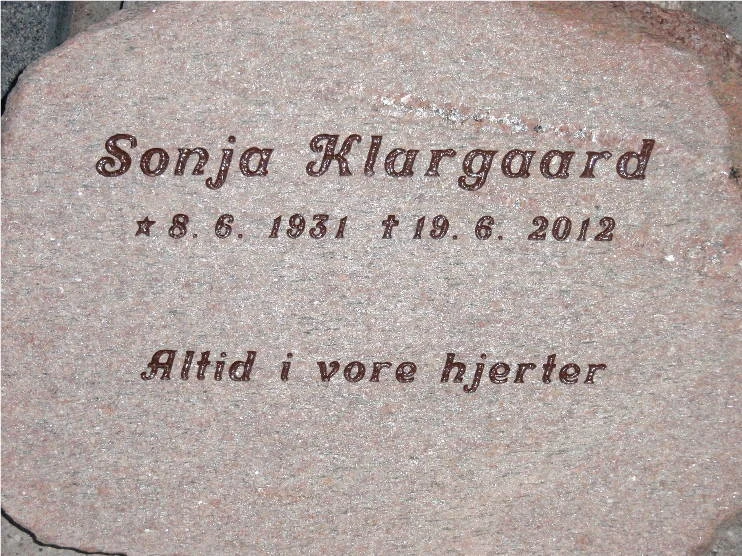 Sonja Klargaard
☆ 8. 6. 1931 ✝ 19. 6. 2012
Altid i vore hjerter